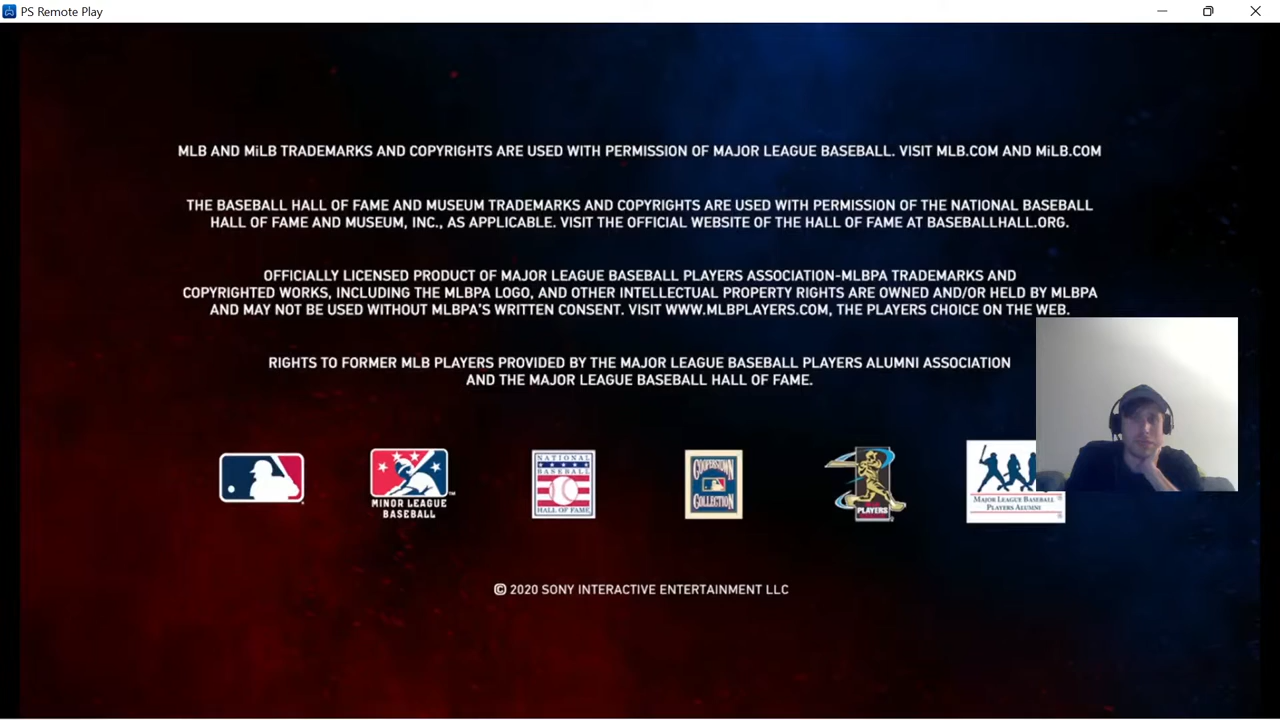 PS Remote Play
MLB AND MiLB TRADEMARKS AND COPYRIGHTS ARE USED WITH PERMISSION OF MAJOR LEAGUE BASEBALL. VISIT MLB.COM AND MiLB.COM
THE BASEBALL HALL OF FAME AND MUSEUM TRADEMARKS AND COPYRIGHTS ARE USED WITH PERMISSION OF THE NATIONAL BASEBALL
HALL OF FAME AND MUSEUM, INC., AS APPLICABLE. VISIT THE OFFICIAL WEBSITE OF THE HALL OF FAME AT BASEBALLHALL.ORG.
OFFICIALLY LICENSED PRODUCT OF MAJOR LEAGUE BASEBALL PLAYERS ASSOCIATION-MLBPA TRADEMARKS AND
COPYRIGHTED WORKS, INCLUDING THE MLBPA LOGO, AND OTHER INTELLECTUAL PROPERTY RIGHTS ARE OWNED AND/OR HELD BY MLBPA
AND MAY NOT BE USED WITHOUT MLBPA'S WRITTEN CONSENT. VISIT WWW.MLBPLAYERS.COM, THE PLAYERS CHOICE ON THE WEB.
RIGHTS TO FORMER MLB PLAYERS PROVIDED BY THE MAJOR LEAGUE BASEBALL PLAYERS ALUMNI ASSOCIATION
AND THE MAJOR LEAGUE BASEBALL HALL OF FAME.
MINOR LEAGUE
BASEBALL
TM
NATIONAL
BASEBALL
HALL OF FAME
COOPERSTOWN
COLLECTION
PLAYERS
MAJOR LEAGUE BASEBALL
PLAYERS ALUMNI
© 2020 SONY INTERACTIVE ENTERTAINMENT LLC